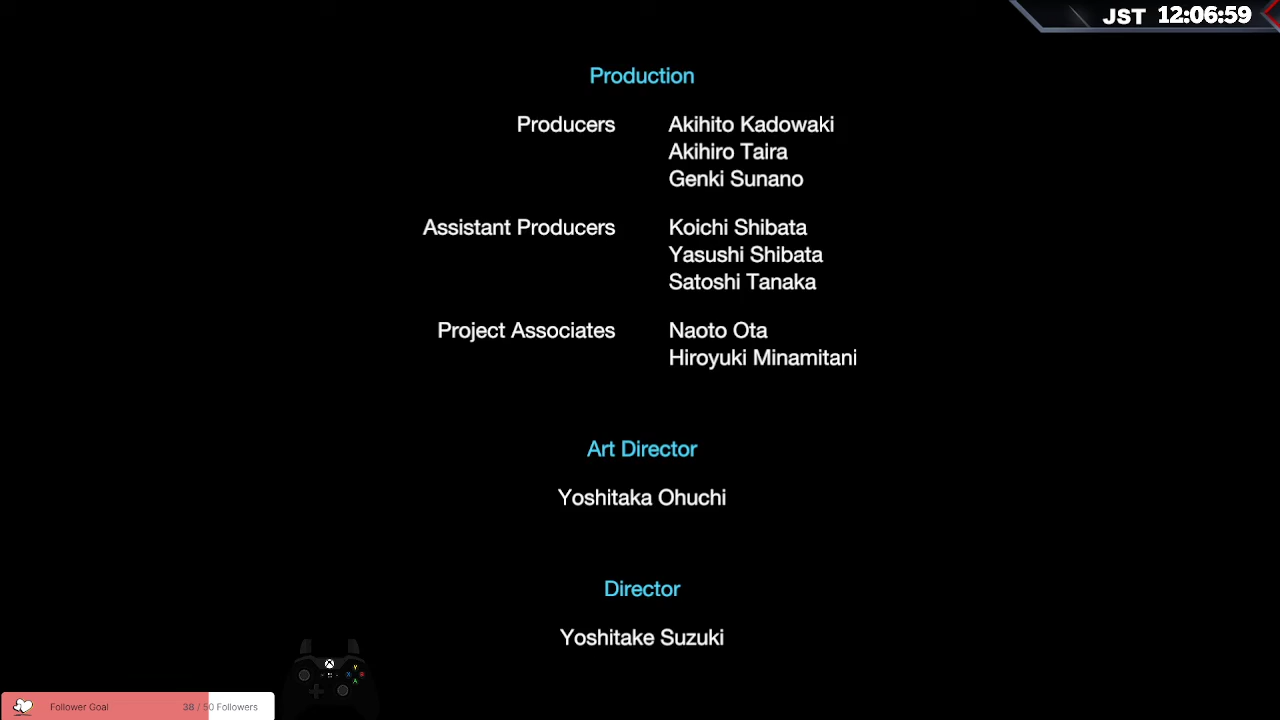 JST 12:06:59
Production
Producers Akihito Kadowaki
Akihiro Taira
Genki Sunano
Assistant Producers Koichi Shibata
Yasushi Shibata
Satoshi Tanaka
Project Associates Naoto Ota
Hiroyuki Minamitani
Art Director
Yoshitaka Ohuchi
Director
Yoshitake Suzuki
Follower Goal 38 / 50 Followers